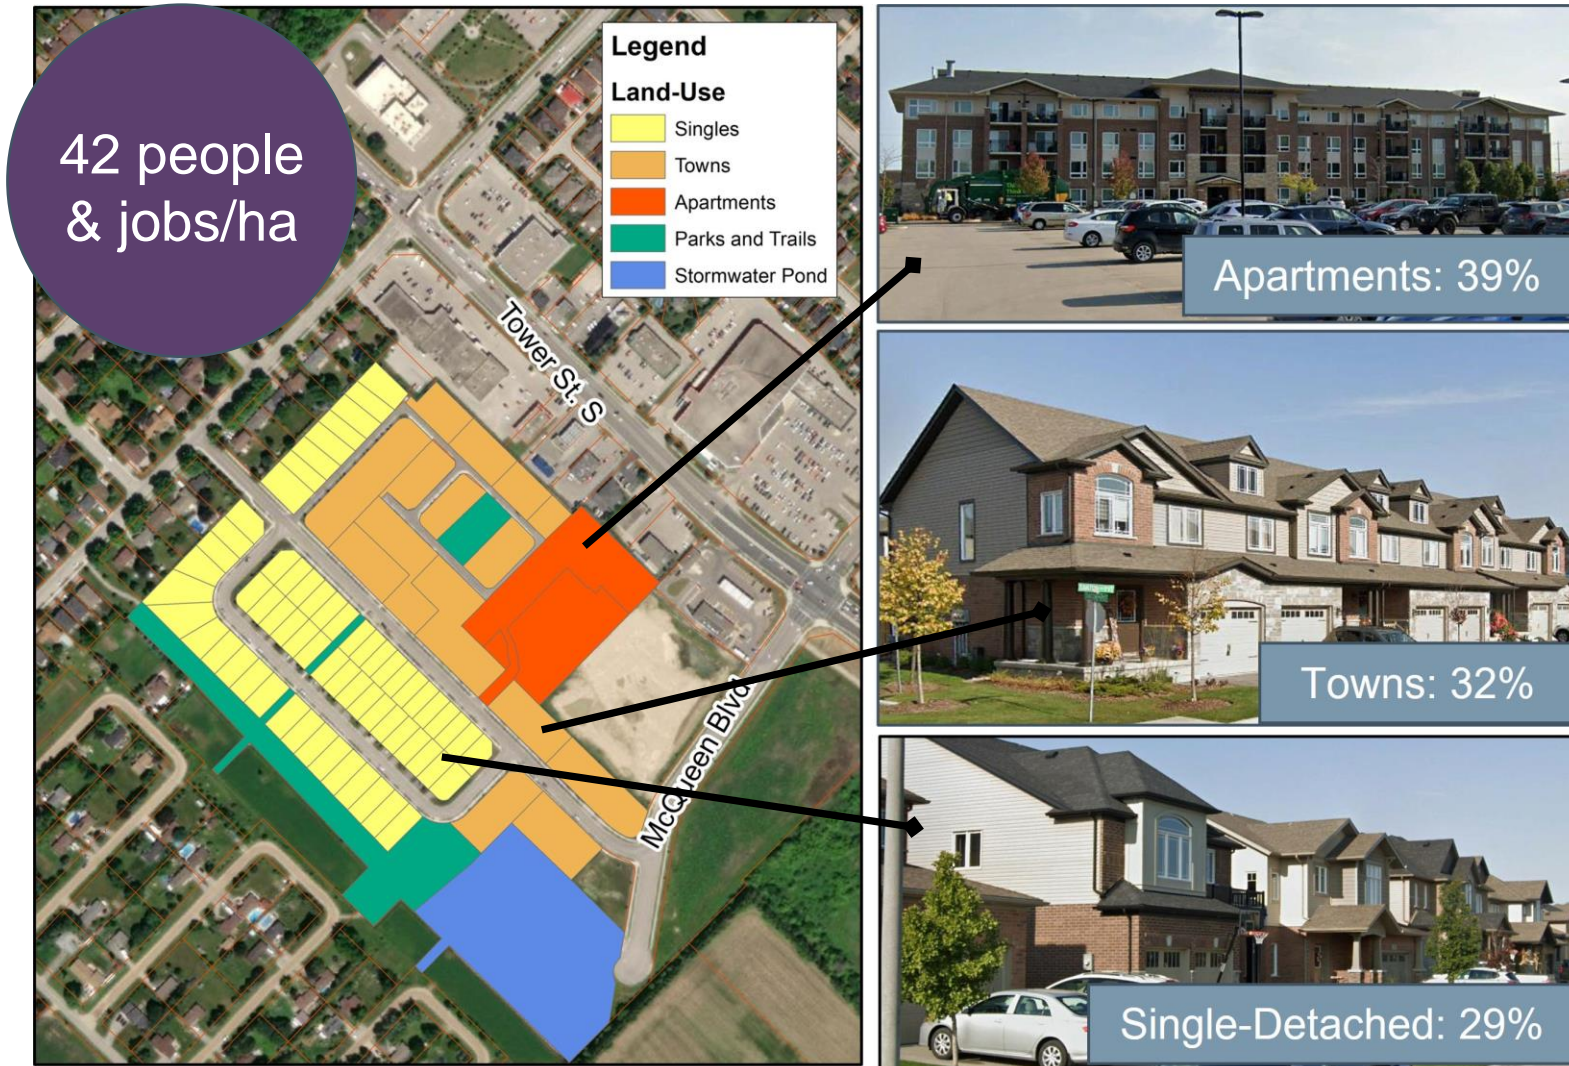 42 people
& jobs/ha
Legend
Land-Use
Singles
Towns
Apartments
Parks and Trails
Stormwater Pond
Tower St. S
McQueen Blvd
Apartments: 39%
Towns: 32%
Single-Detached: 29%